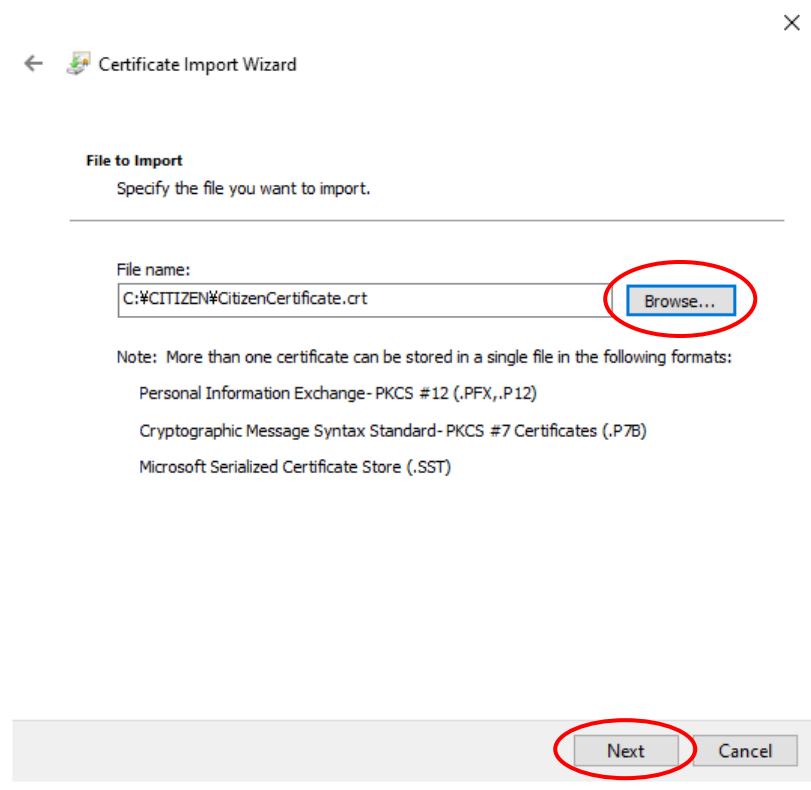 Certificate Import Wizard
File to Import
Specify the file you want to import.
File name:
C:¥CITIZEN¥CitizenCertificate.crt
Browse...
Note: More than one certificate can be stored in a single file in the following formats:
Personal Information Exchange- PKCS #12 (.PFX,.P12)
Cryptographic Message Syntax Standard- PKCS #7 Certificates (.P7B)
Microsoft Serialized Certificate Store (.SST)
Next
Cancel